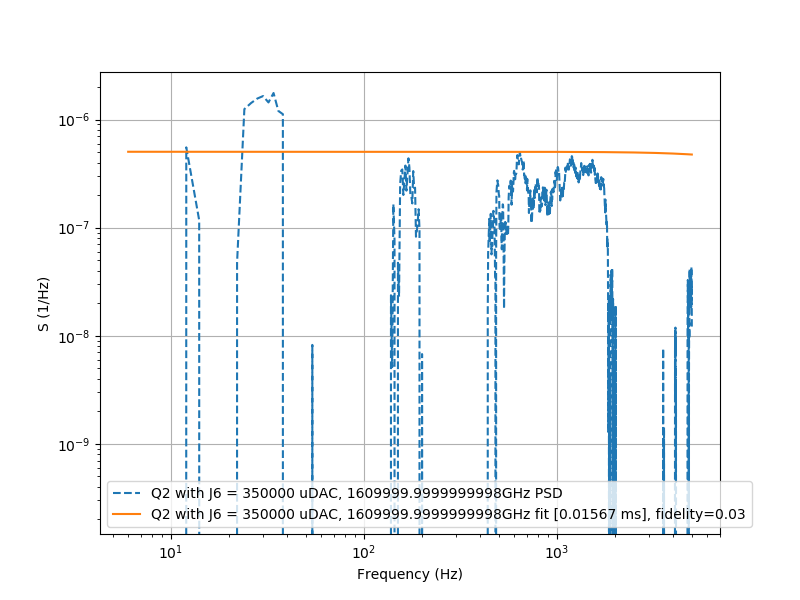 10⁻⁶
10⁻⁷
10⁻⁸
10⁻⁹
S (1/Hz)
Q2 with J6 = 350000 uDAC, 1609999.9999999998GHz PSD
Q2 with J6 = 350000 uDAC, 1609999.9999999998GHz fit [0.01567 ms], fidelity=0.03
10¹ 10² 10³
Frequency (Hz)